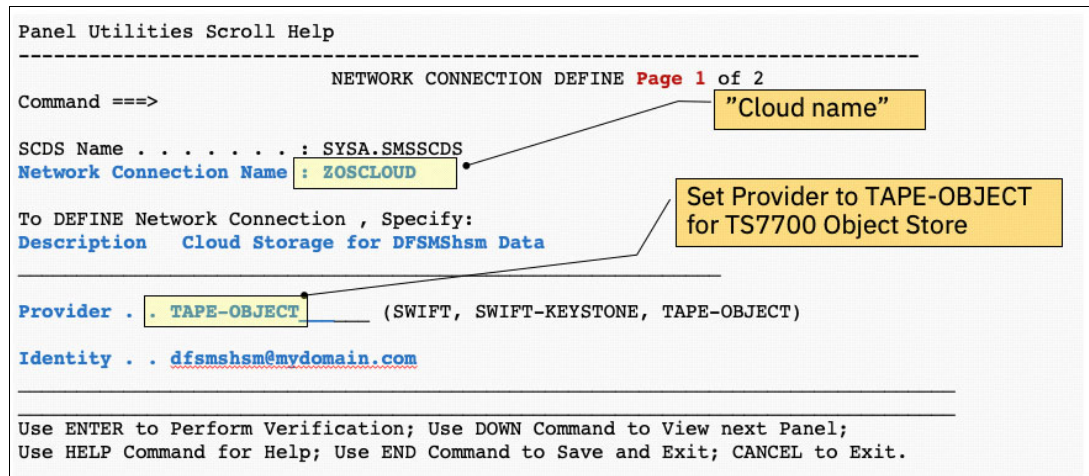 Panel Utilities Scroll Help
NETWORK CONNECTION DEFINE Page 1 of 2
Command ===>
"Cloud name"
SCDS Name . . . . . . . : SYSA.SMSSCDS
Network Connection Name : ZOSCLOUD
Set Provider to TAPE-OBJECT
for TS7700 Object Store
To DEFINE Network Connection , Specify:
Description Cloud Storage for DFSMShsm Data
Provider . . TAPE-OBJECT______ (SWIFT, SWIFT-KEYSTONE, TAPE-OBJECT)
Identity . . dfsmshsm@mydomain.com
Use ENTER to Perform Verification; Use DOWN Command to View next Panel;
Use HELP Command for Help; Use END Command to Save and Exit; CANCEL to Exit.